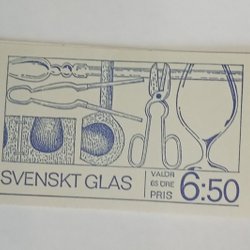 SVENSKT GLAS
VALÖR
65 ÖRE
PRIS
6:50